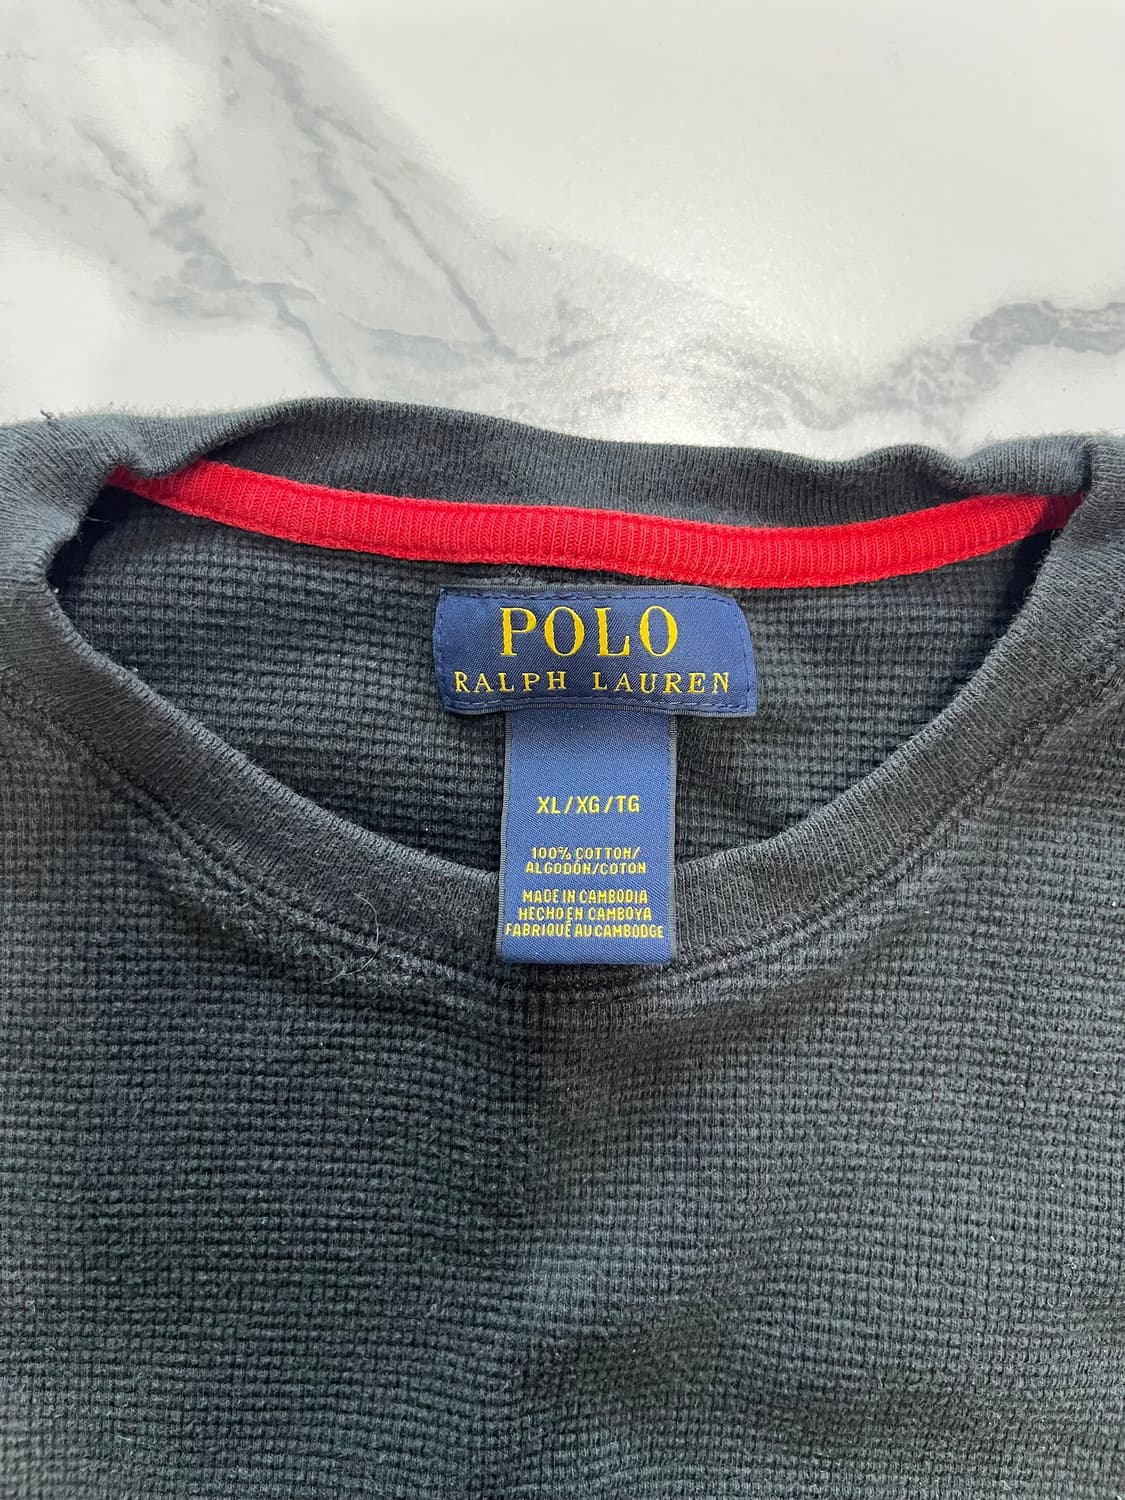 POLO
RALPH LAUREN
XL/XG/TG
100% COTTON/
ALGODÓN/COTON
MADE IN CAMBODIA
HECHO EN CAMBOYA
FABRIQUÉ AU CAMBODGE